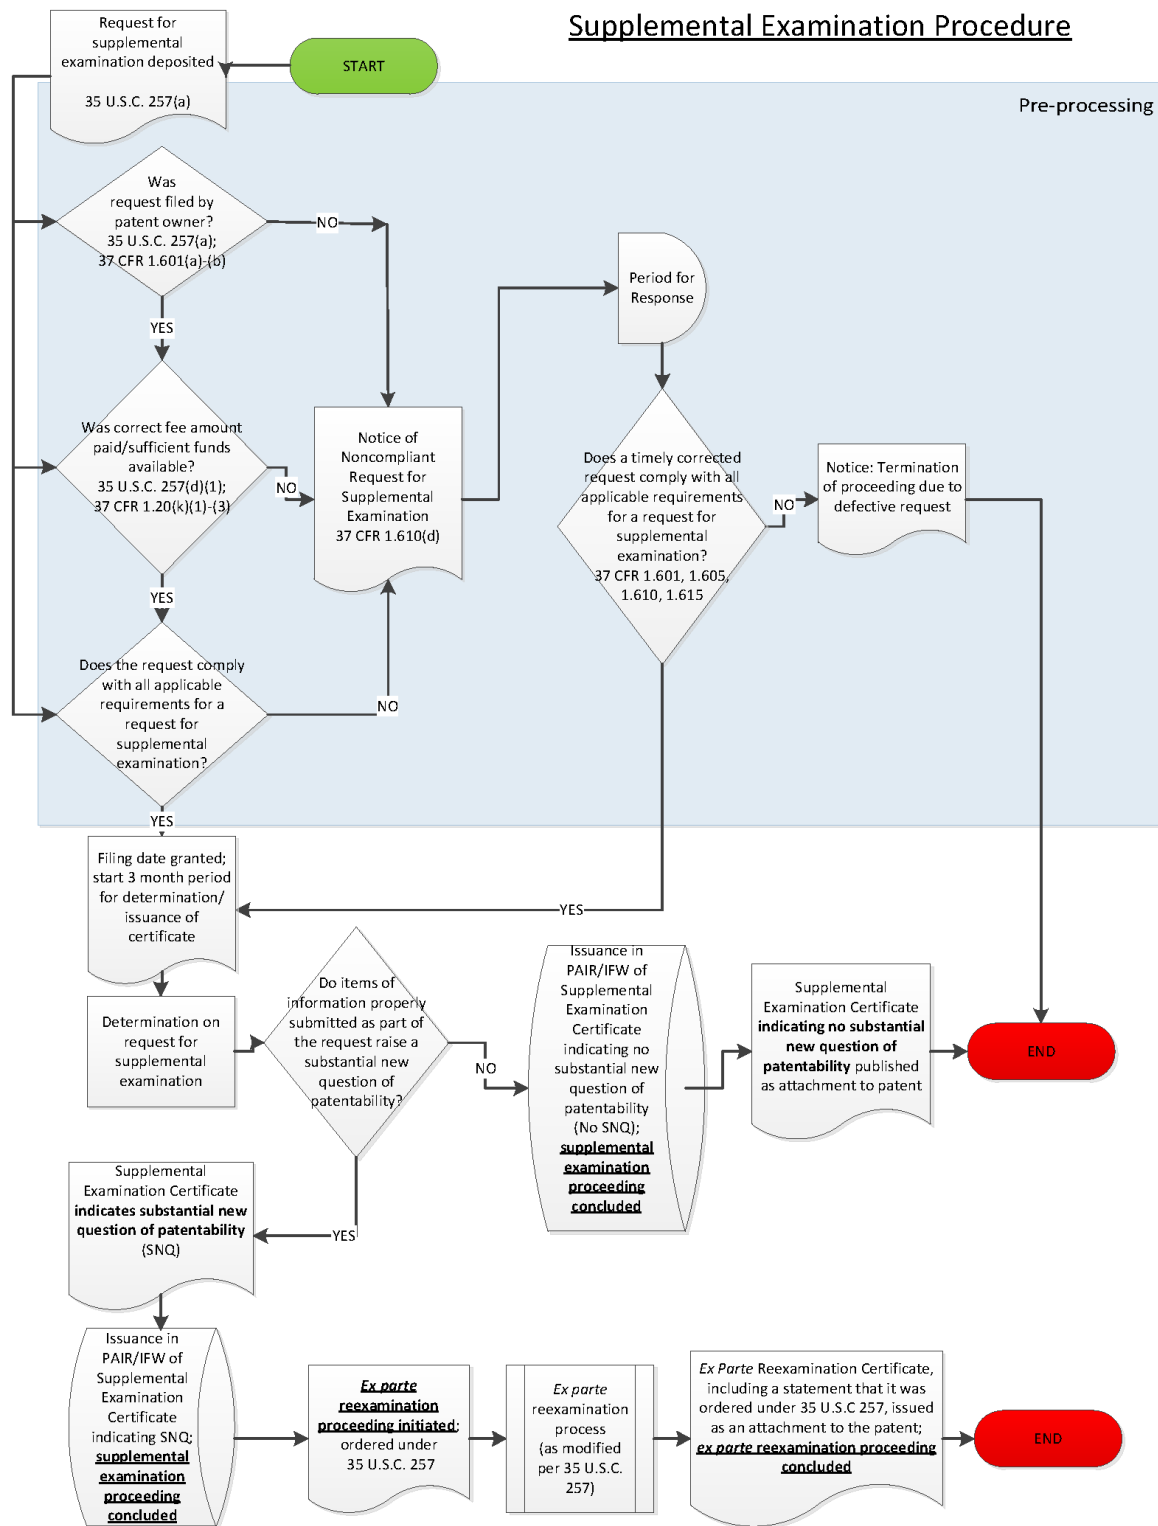 Supplemental Examination Procedure
Request for
supplemental
examination deposited
35 U.S.C. 257(a)
START
Pre-processing
Was
request filed by
patent owner?
35 U.S.C. 257(a);
37 CFR 1.601(a)-(b)
NO
YES
Period for
Response
Was correct fee amount
paid/sufficient funds
available?
35 U.S.C. 257(d)(1);
37 CFR 1.20(k)(1)-(3)
NO
YES
Notice of
Noncompliant
Request for
Supplemental
Examination
37 CFR 1.610(d)
Does a timely corrected
request comply with all
applicable requirements
for a request for
supplemental
examination?
37 CFR 1.601, 1.605,
1.610, 1.615
NO
Notice: Termination
of proceeding due to
defective request
Does the request comply
with all applicable
requirements for a
request for
supplemental
examination?
NO
YES
Filing date granted;
start 3 month period
for determination/
issuance of
certificate
YES
Determination on
request for
supplemental
examination
Do items of
information properly
submitted as part of
the request raise a
substantial new
question of
patentability?
NO
Issuance in
PAIR/IFW of
Supplemental
Examination
Certificate
indicating no
substantial new
question of
patentability
(No SNQ);
supplemental
examination
proceeding
concluded
Supplemental
Examination Certificate
indicating no substantial
new question of
patentability published
as attachment to patent
END
YES
Supplemental
Examination Certificate
indicates substantial new
question of patentability
(SNQ)
Issuance in
PAIR/IFW of
Supplemental
Examination
Certificate
indicating SNQ;
supplemental
examination
proceeding
concluded
Ex parte
reexamination
proceeding initiated;
ordered under
35 U.S.C. 257
Ex parte
reexamination
process
(as modified
per 35 U.S.C.
257)
Ex Parte Reexamination Certificate,
including a statement that it was
ordered under 35 U.S.C 257, issued
as an attachment to the patent;
ex parte reexamination proceeding
concluded
END